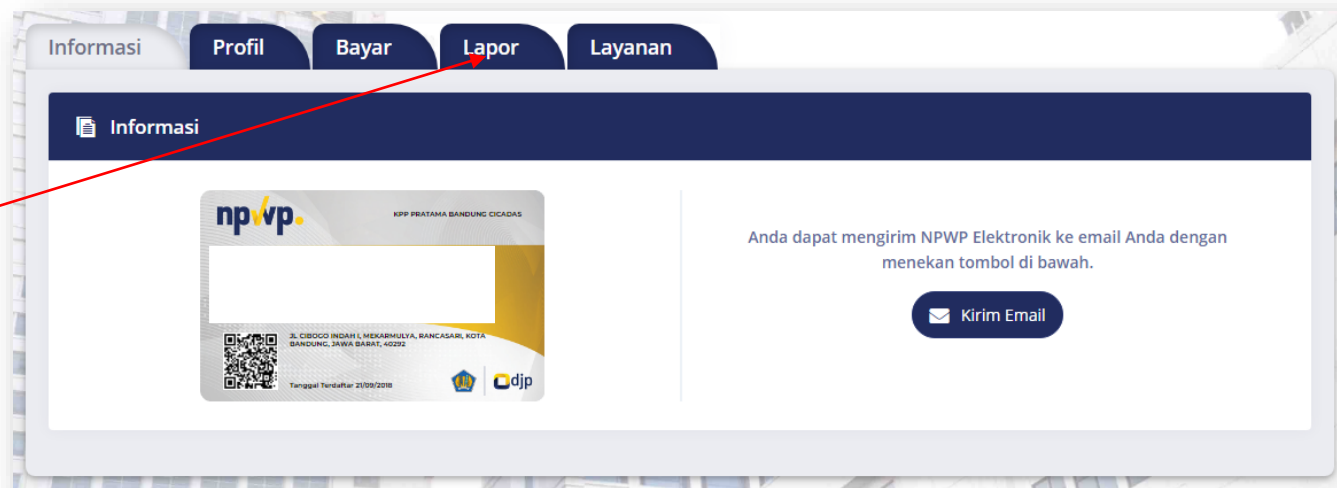 Informasi Profil Bayar Lapor Layanan
Informasi
npwp.
KPP PRATAMA BANDUNG CICADAS
JL CIBOGO INDAH I, MEKARMULYA, RANCASARI, KOTA
BANDUNG, JAWA BARAT, 40292
Tanggal Terdaftar 21/09/2018
djp
Anda dapat mengirim NPWP Elektronik ke email Anda dengan
menekan tombol di bawah.
Kirim Email